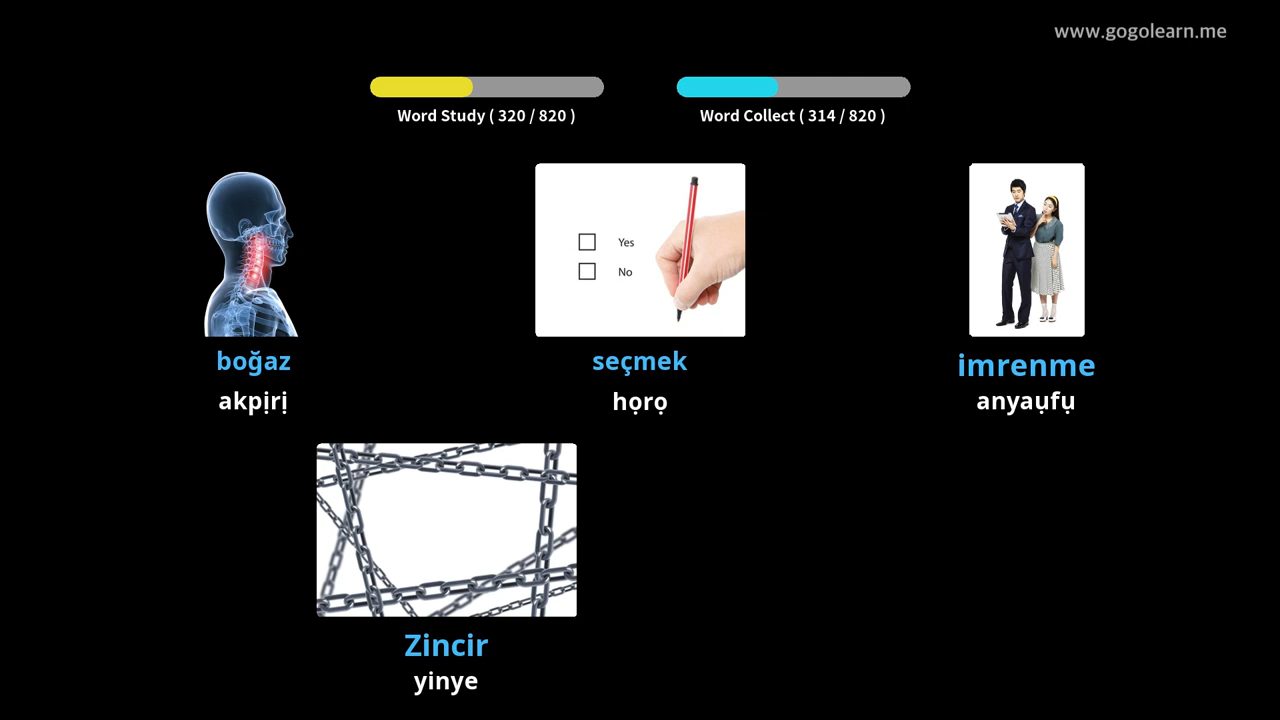 www.gogolearn.me
Word Study ( 320 / 820 )
Word Collect ( 314 / 820 )
Yes
No
boğaz
seçmek
imrenme
akpịrị
họrọ
anyaụfụ
Zincir
yinye